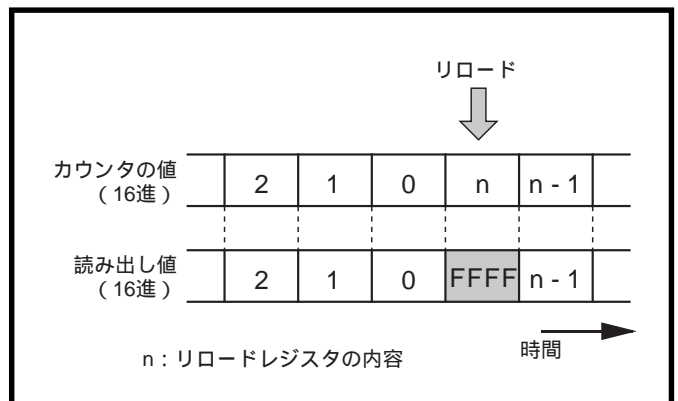 リロード
カウンタの値
（16進）
2 1 0 n n - 1
読み出し値
（16進）
2 1 0 FFFF n - 1
時間
n：リロードレジスタの内容